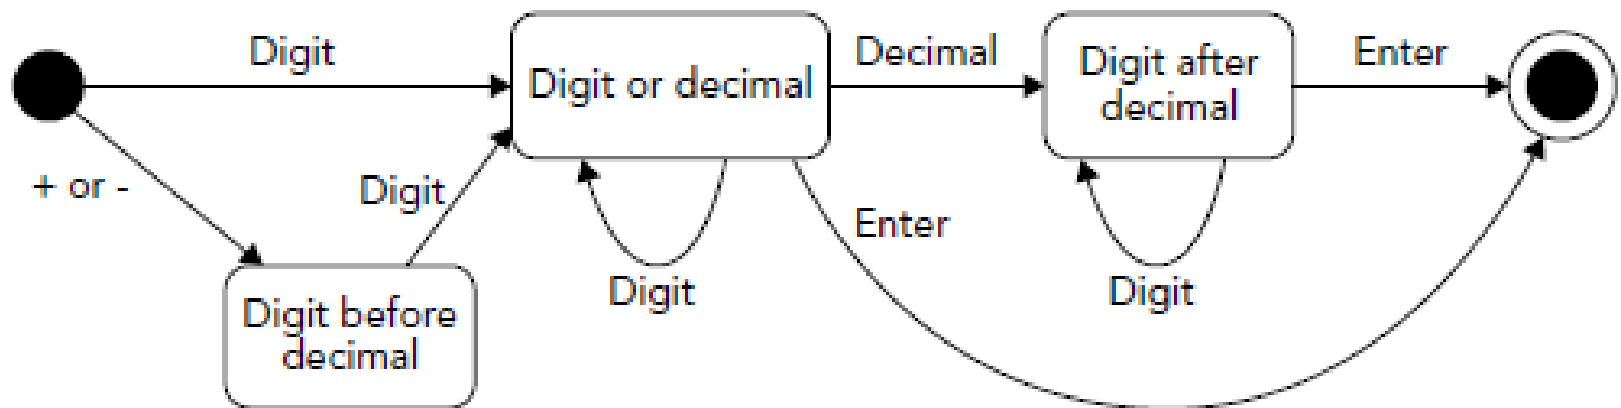 Digit
Digit or decimal
Decimal
Digit after
decimal
Enter
+ or -
Digit
Digit before
decimal
Digit
Enter
Digit